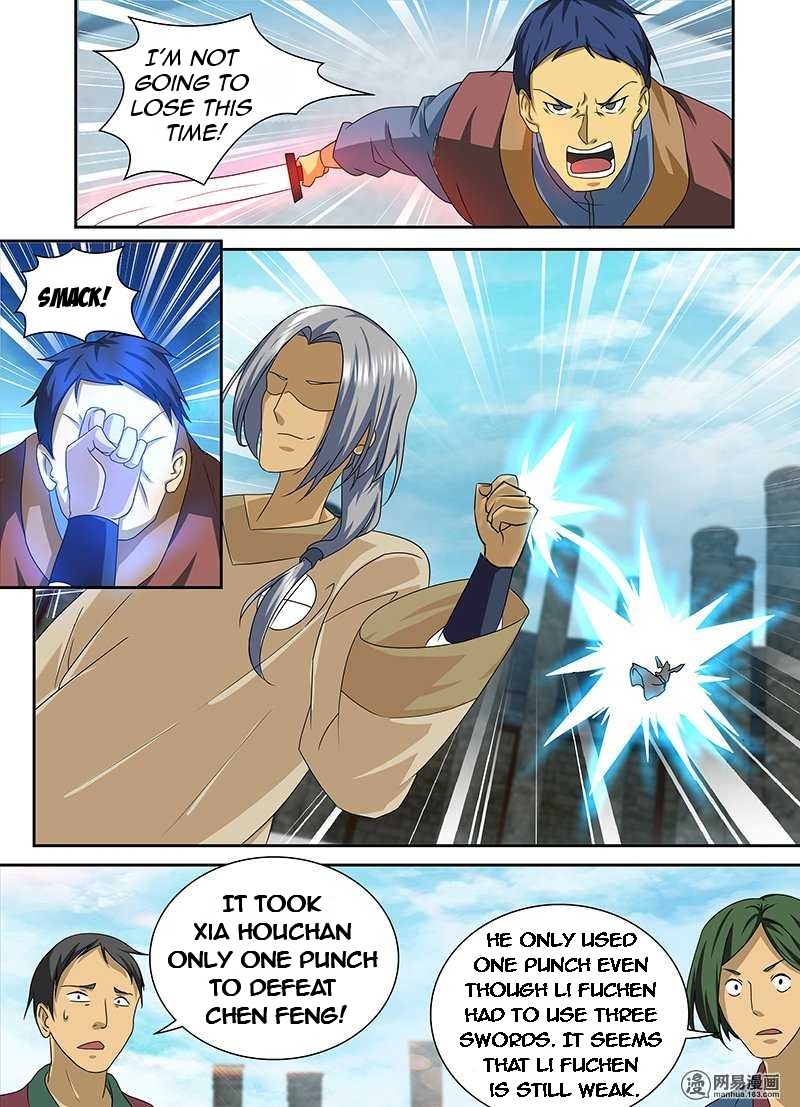 I'M NOT
GOING TO
LOSE THIS
TIME!
SMACK!
IT TOOK
XIA HOUCHAN
ONLY ONE PUNCH
TO DEFEAT
CHEN FENG!
HE ONLY USED
ONE PUNCH EVEN
THOUGH LI FUCHEN
HAD TO USE THREE
SWORDS. IT SEEMS
THAT LI FUCHEN
IS STILL WEAK.
漫 网易漫画
manhua.163.com